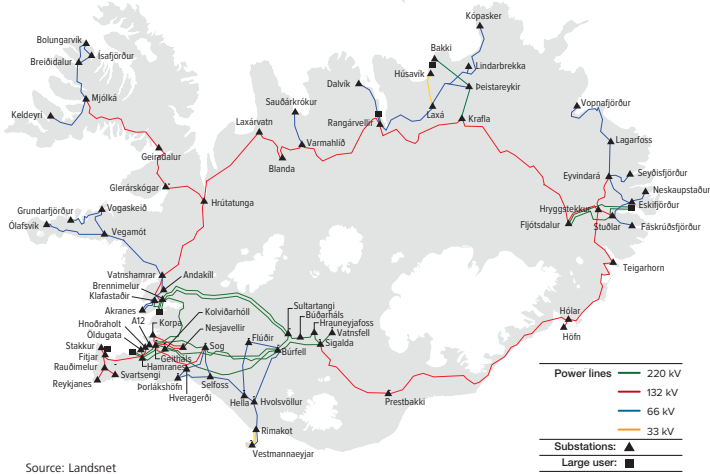 Kópasker
Bolungarvík
Ísafjörður
Breiðidalur
Bakki
Lindarbrekka
Húsavík
Dalvík
Þeistareykir
Mjólká
Sauðárkrókur
Vopnafjörður
Keldeyri
Laxárvatn
Rangárvellir
Laxá
Krafla
Varmahlíð
Lagarfoss
Geiradalur
Blanda
Eyvindará
Seyðisfjörður
Glerárskógar
Neskaupstaður
Hrútatunga
Hryggstekkur
Eskifjörður
Grundarfjörður
Vogaskeið
Ólafsvík
Vegamót
Fljótsdalur
Stuðlar
Fáskrúðsfjörður
Teigarhorn
Vatnshamrar
Andakíll
Brennimelur
Klafastaðir
Akranes
Kolviðarhóll
Sultartangi
Búðarháls
Hrauneyjafoss
Hólar
Höfn
A12
Korpa
Hnoðraholt
Nesjavellir
Öldugata
Flúðir
Vatnsfell
Stakkur
Geitháls
Sog
Búrfell
Sigalda
Fitjar
Hamranes
Rauðimelur
Svartsengi
Reykjanes
Þorlákshöfn
Selfoss
Hveragerði
Hella
Hvolsvöllur
Prestbakki
Rimakot
Vestmannaeyjar
Power lines
220 kV
132 kV
66 kV
33 kV
Substations:
Large user:
Source: Landsnet